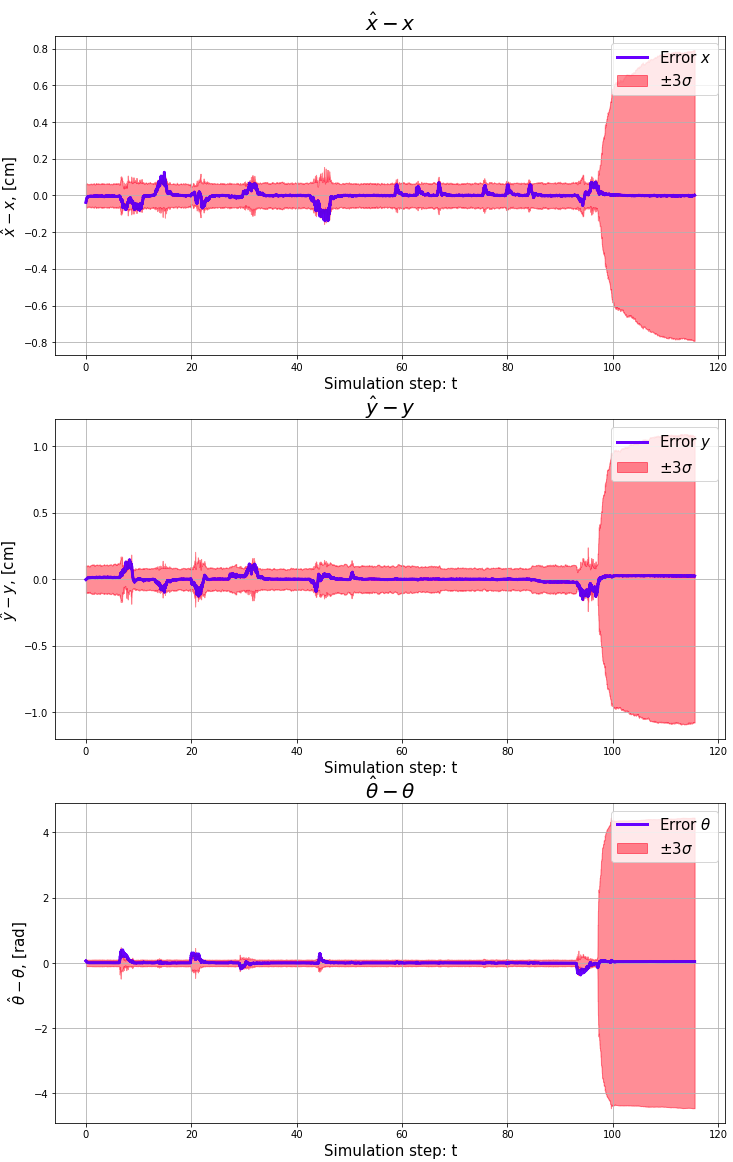 x̂ − x
0.8
0.6
0.4
0.2
0.0
−0.2
−0.4
−0.6
−0.8
x̂ − x, [cm]
Error x
±3σ
0 20 40 60 80 100 120
Simulation step: t
ŷ − y
1.0
0.5
0.0
−0.5
−1.0
ŷ − y, [cm]
Error y
±3σ
0 20 40 60 80 100 120
Simulation step: t
θ̂ − θ
4
2
0
−2
−4
θ̂ − θ, [rad]
Error θ
±3σ
0 20 40 60 80 100 120
Simulation step: t